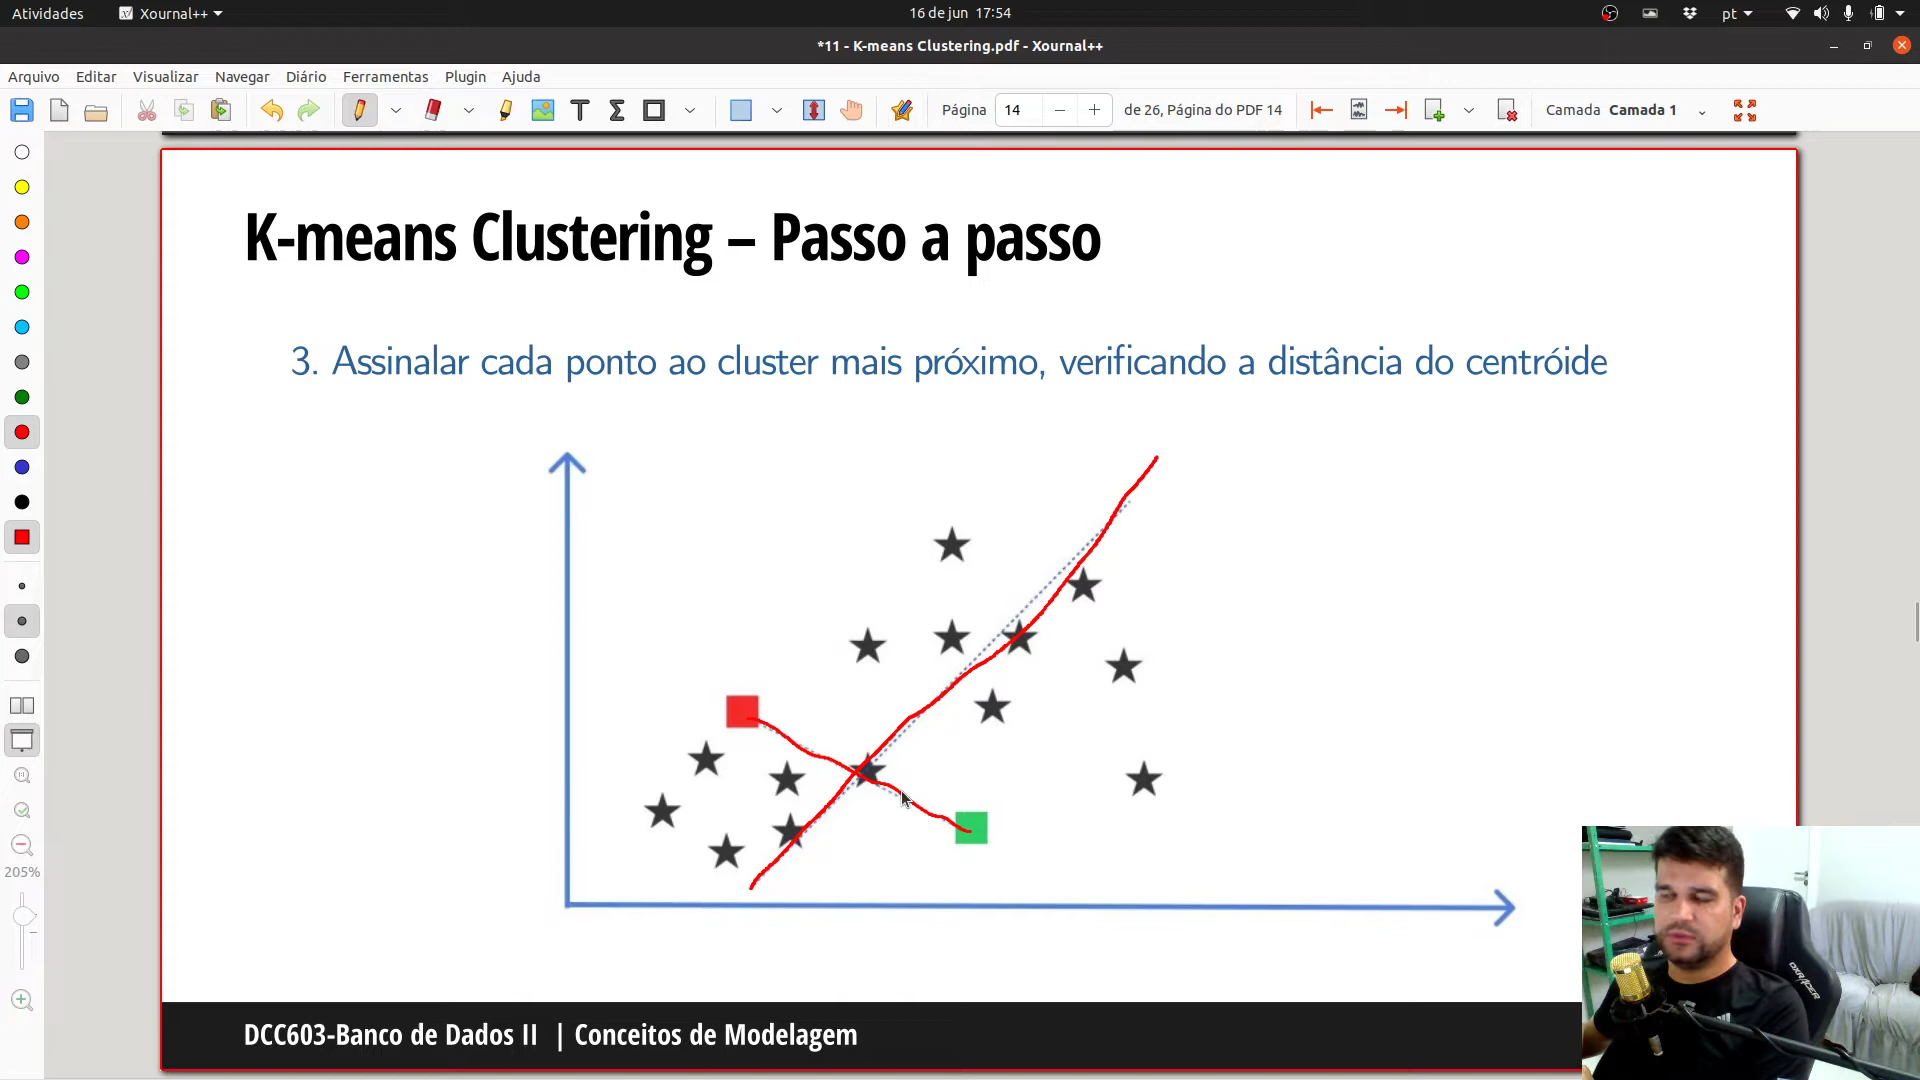 Atividades
Xournal++
16 de jun 17:54
pt
*11 - K-means Clustering.pdf - Xournal++
Arquivo Editar Visualizar Navegar Diário Ferramentas Plugin Ajuda
Página 14 de 26, Página do PDF 14 Camada Camada 1
K-means Clustering – Passo a passo
3. Assinalar cada ponto ao cluster mais próximo, verificando a distância do centróide
205%
DCC603-Banco de Dados II | Conceitos de Modelagem
DXRACER